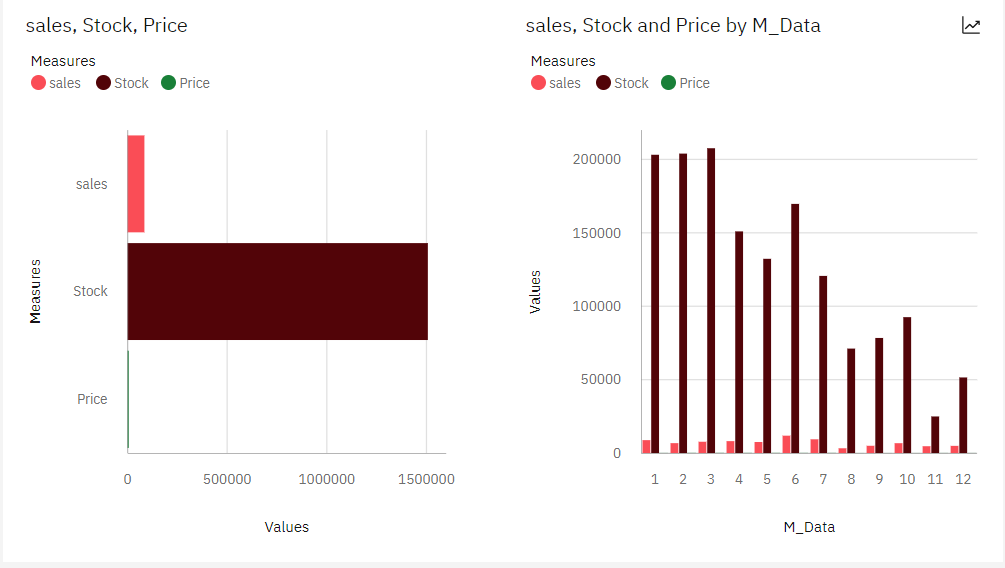 sales, Stock, Price
Measures
sales Stock Price
sales
Stock
Price
Measures
0 500000 1000000 1500000
Values
sales, Stock and Price by M_Data
Measures
sales Stock Price
200000
150000
100000
50000
0
Values
1 2 3 4 5 6 7 8 9 10 11 12
M_Data